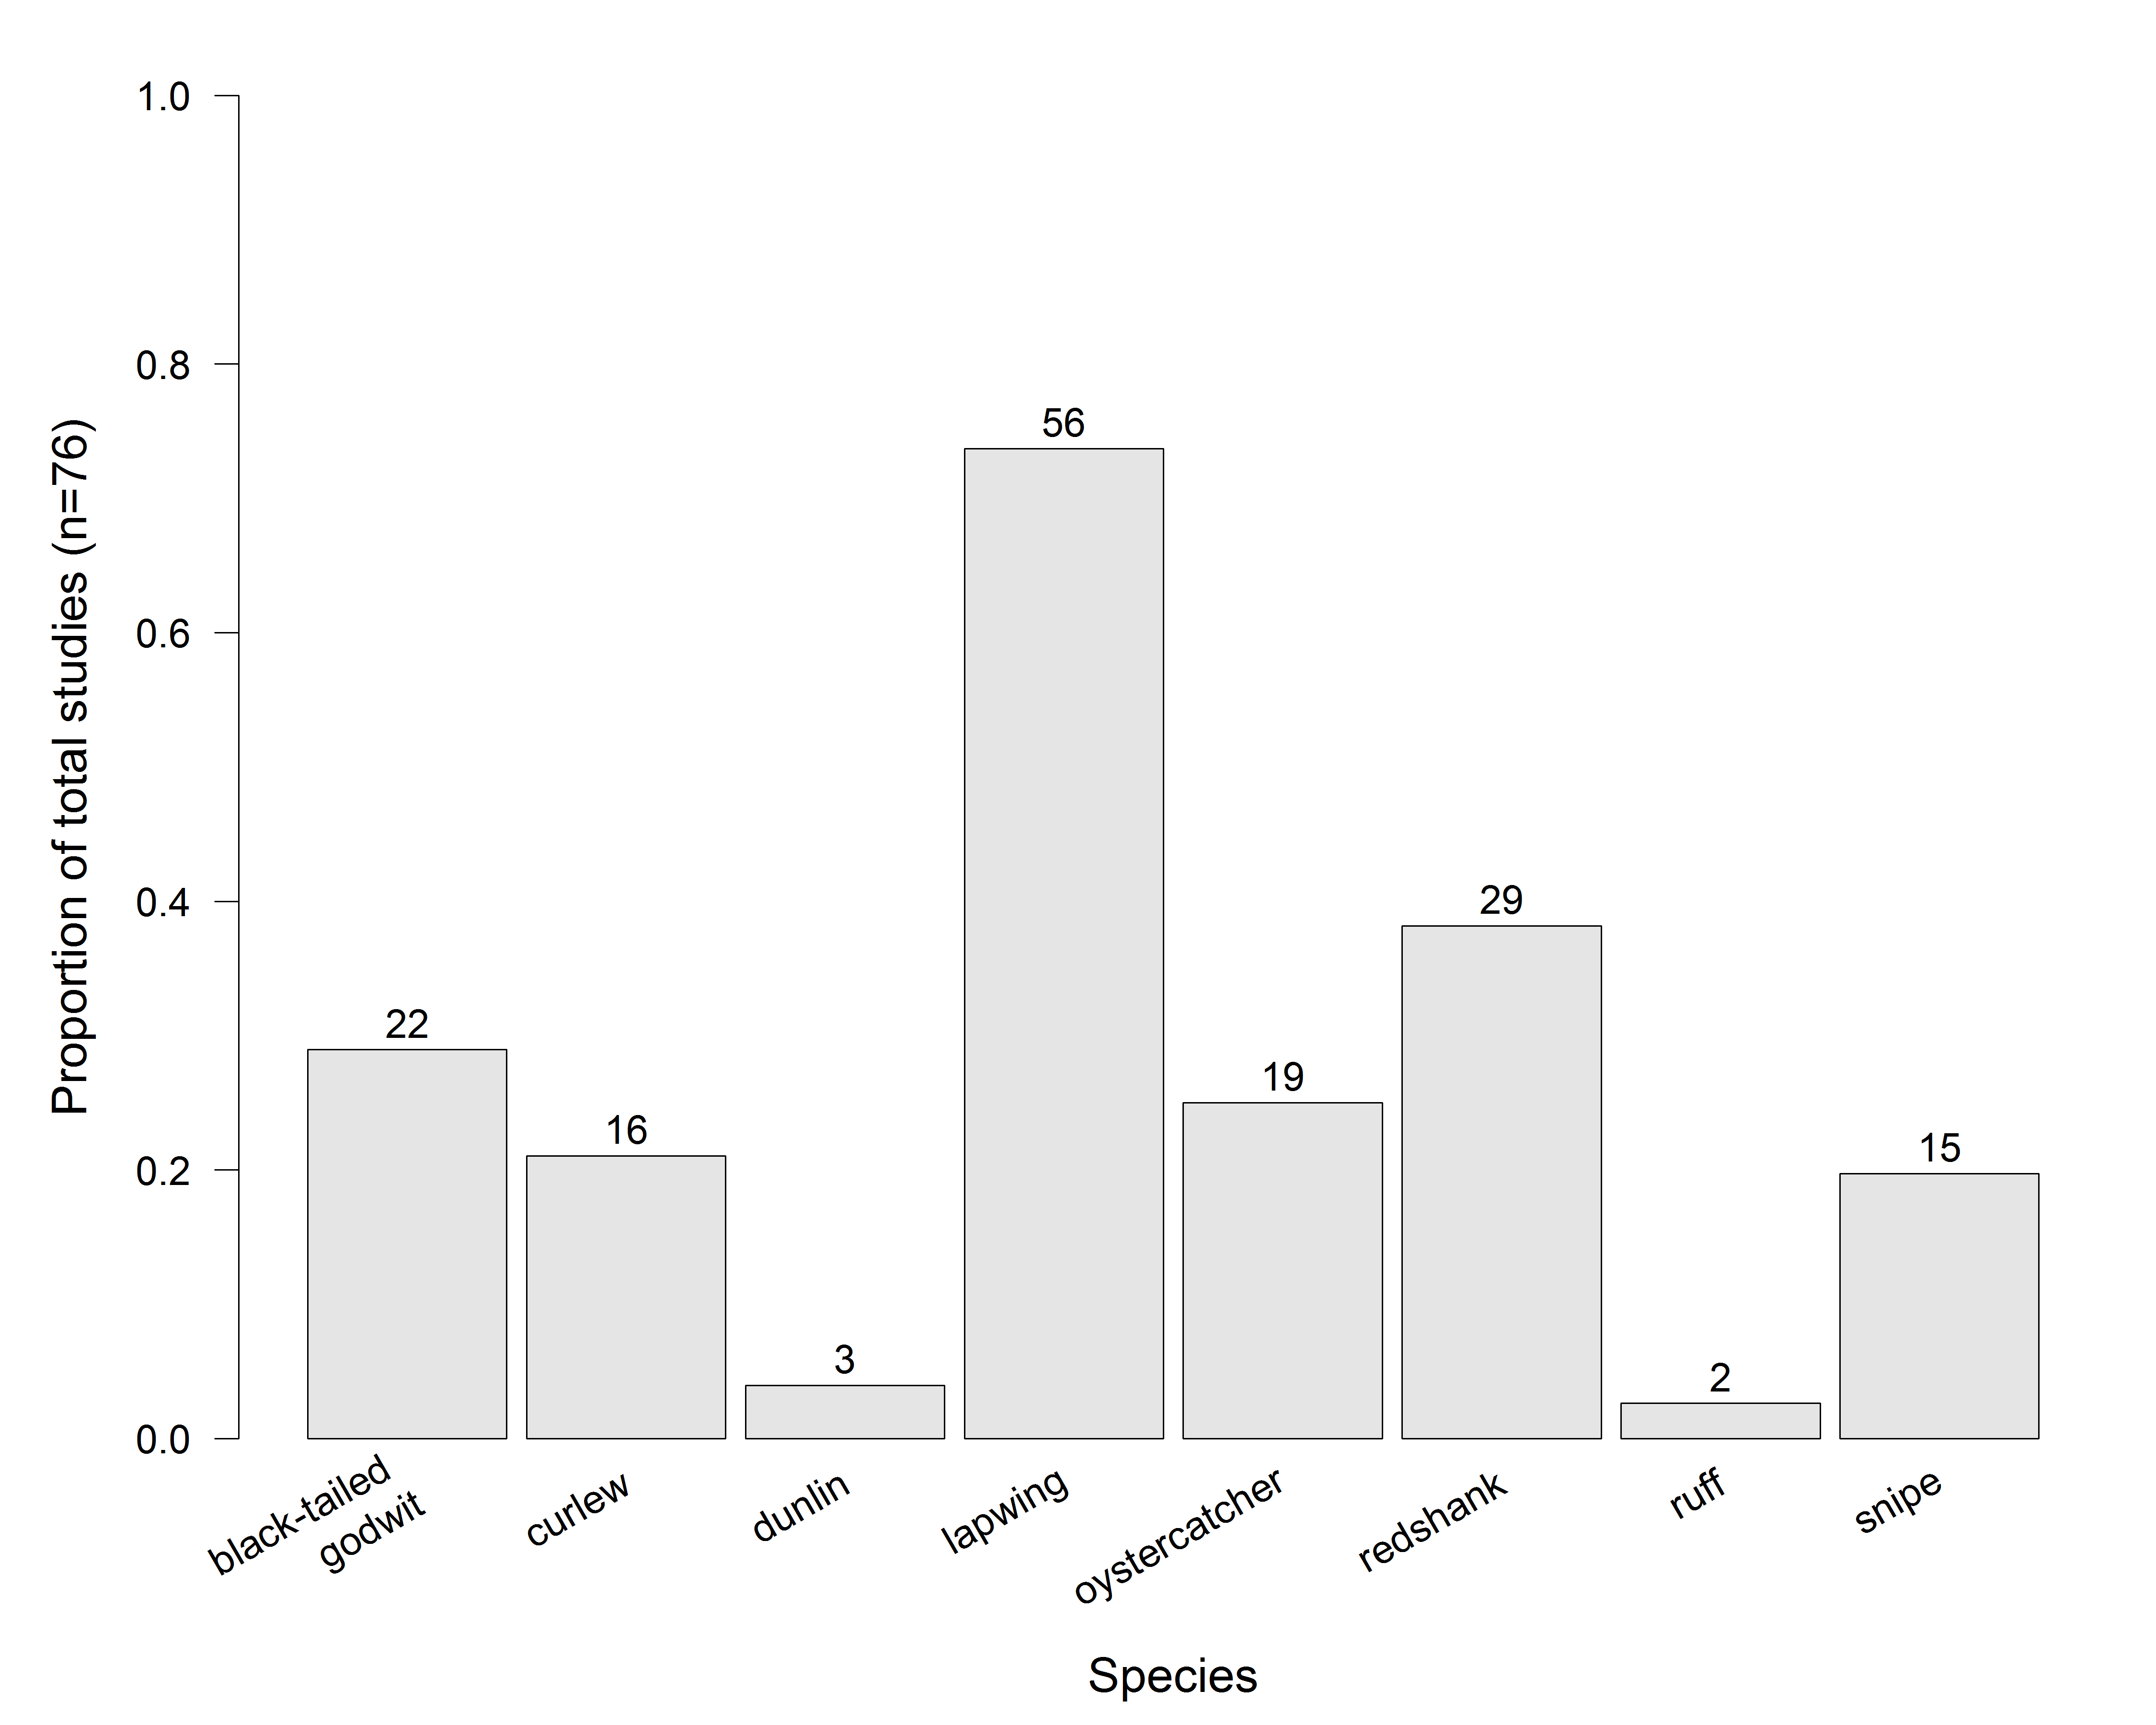 Proportion of total studies (n=76)
1.0
0.8
0.6
0.4
0.2
0.0
22
16
3
56
19
29
2
15
black-tailed
godwit
curlew
dunlin
lapwing
oystercatcher
redshank
ruff
snipe
Species